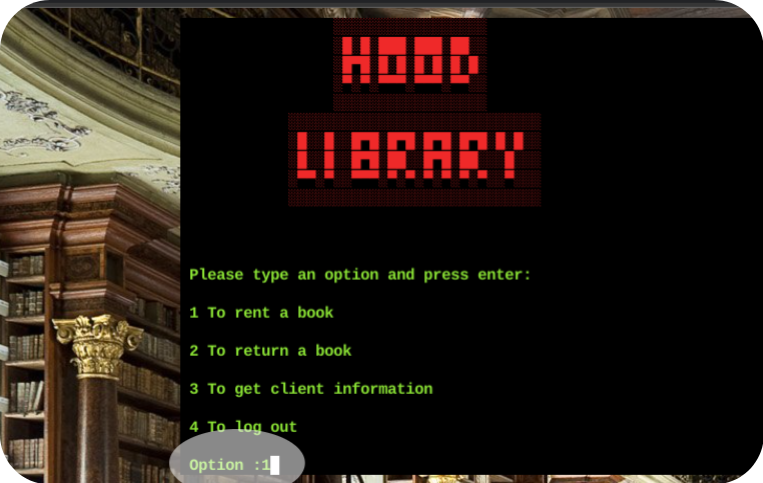 HOOD
LIBRARY
Please type an option and press enter:
1 To rent a book
2 To return a book
3 To get client information
4 To log out
Option :1